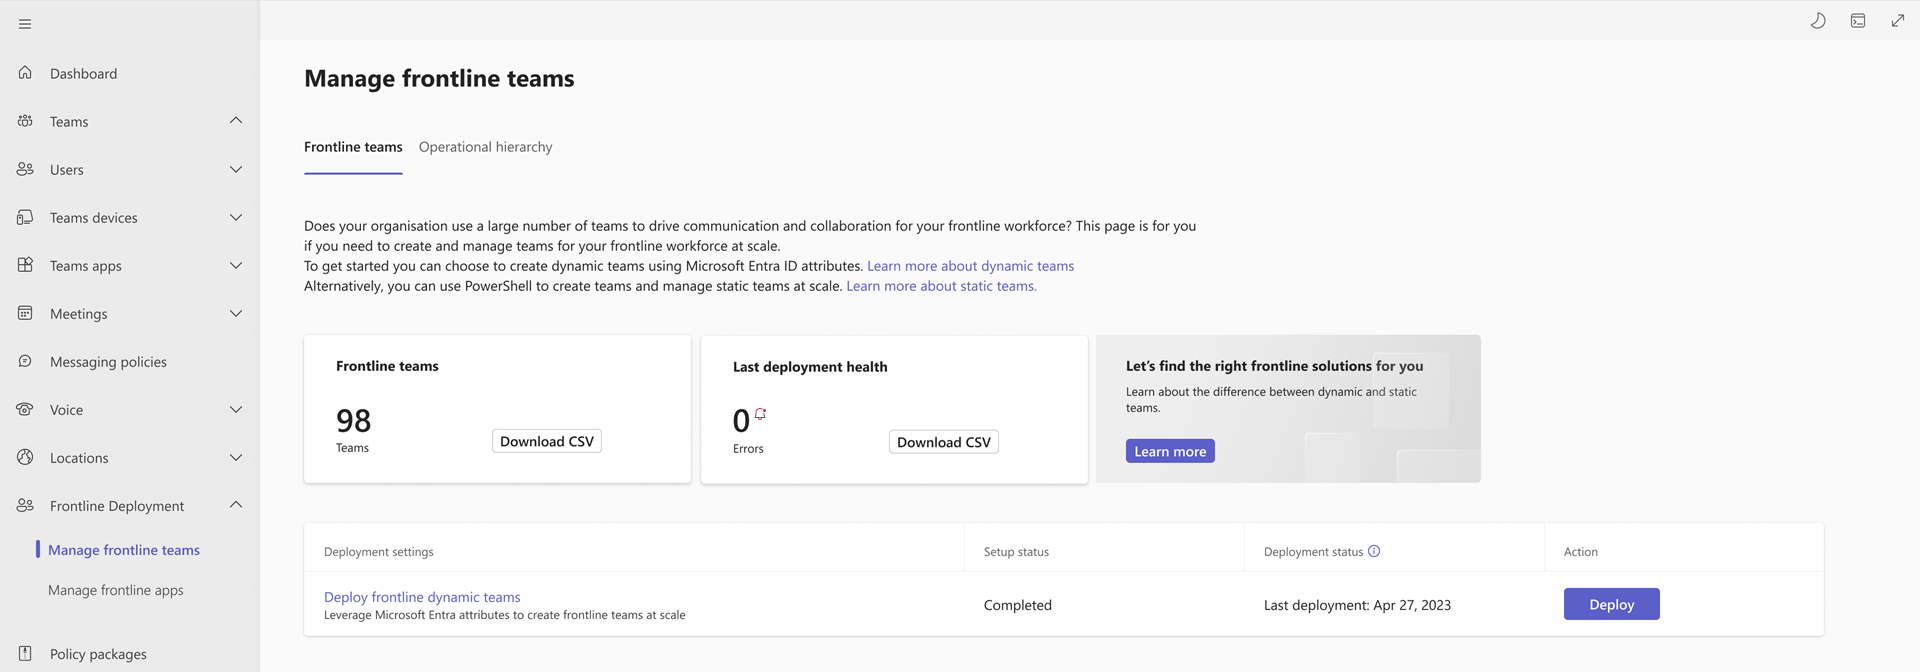 Dashboard
Teams
Users
Teams devices
Teams apps
Meetings
Messaging policies
Voice
Locations
Frontline Deployment
Manage frontline teams
Manage frontline apps
Policy packages
Manage frontline teams
Frontline teams
Operational hierarchy
Does your organisation use a large number of teams to drive communication and collaboration for your frontline workforce? This page is for you
if you need to create and manage teams for your frontline workforce at scale.
To get started you can choose to create dynamic teams using Microsoft Entra ID attributes. Learn more about dynamic teams
Alternatively, you can use PowerShell to create teams and manage static teams at scale. Learn more about static teams.
Frontline teams
98
Teams
Download CSV
Last deployment health
0
Errors
Download CSV
Let’s find the right frontline solutions for you
Learn about the difference between dynamic and static
teams.
Learn more
Deployment settings
Setup status
Deployment status
Action
Deploy frontline dynamic teams
Leverage Microsoft Entra attributes to create frontline teams at scale
Completed
Last deployment: Apr 27, 2023
Deploy